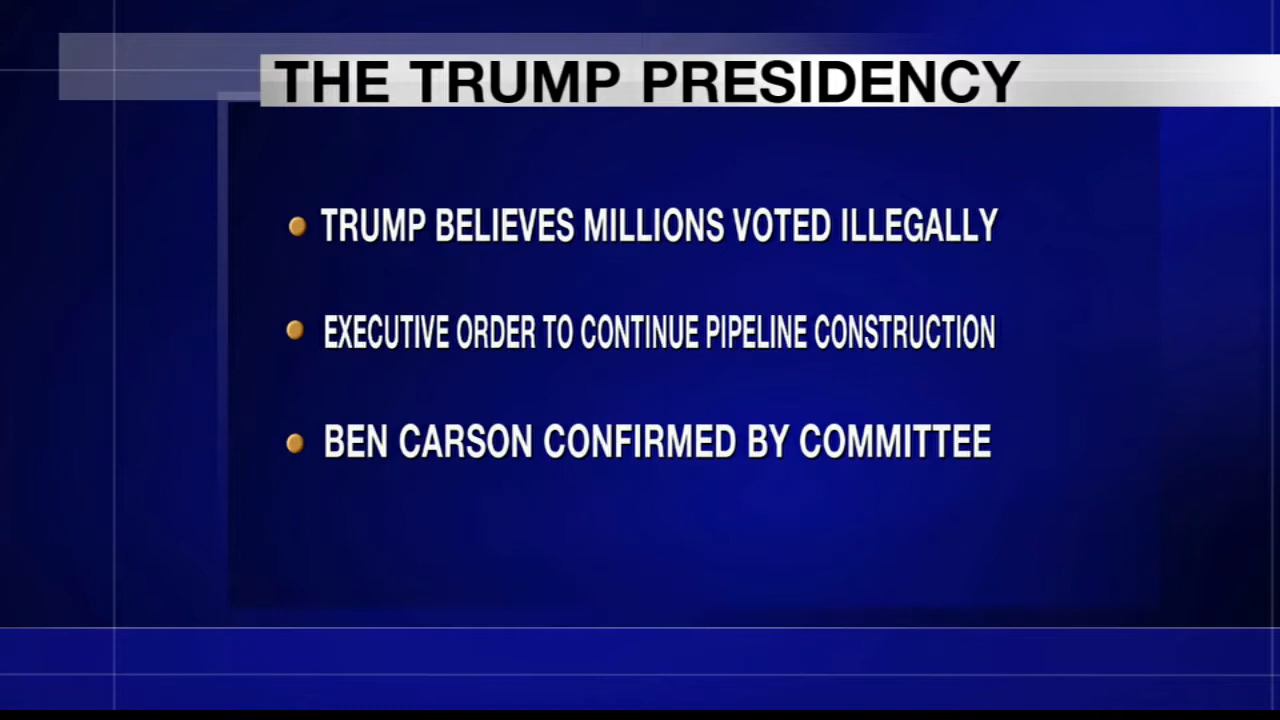 THE TRUMP PRESIDENCY
TRUMP BELIEVES MILLIONS VOTED ILLEGALLY
EXECUTIVE ORDER TO CONTINUE PIPELINE CONSTRUCTION
BEN CARSON CONFIRMED BY COMMITTEE